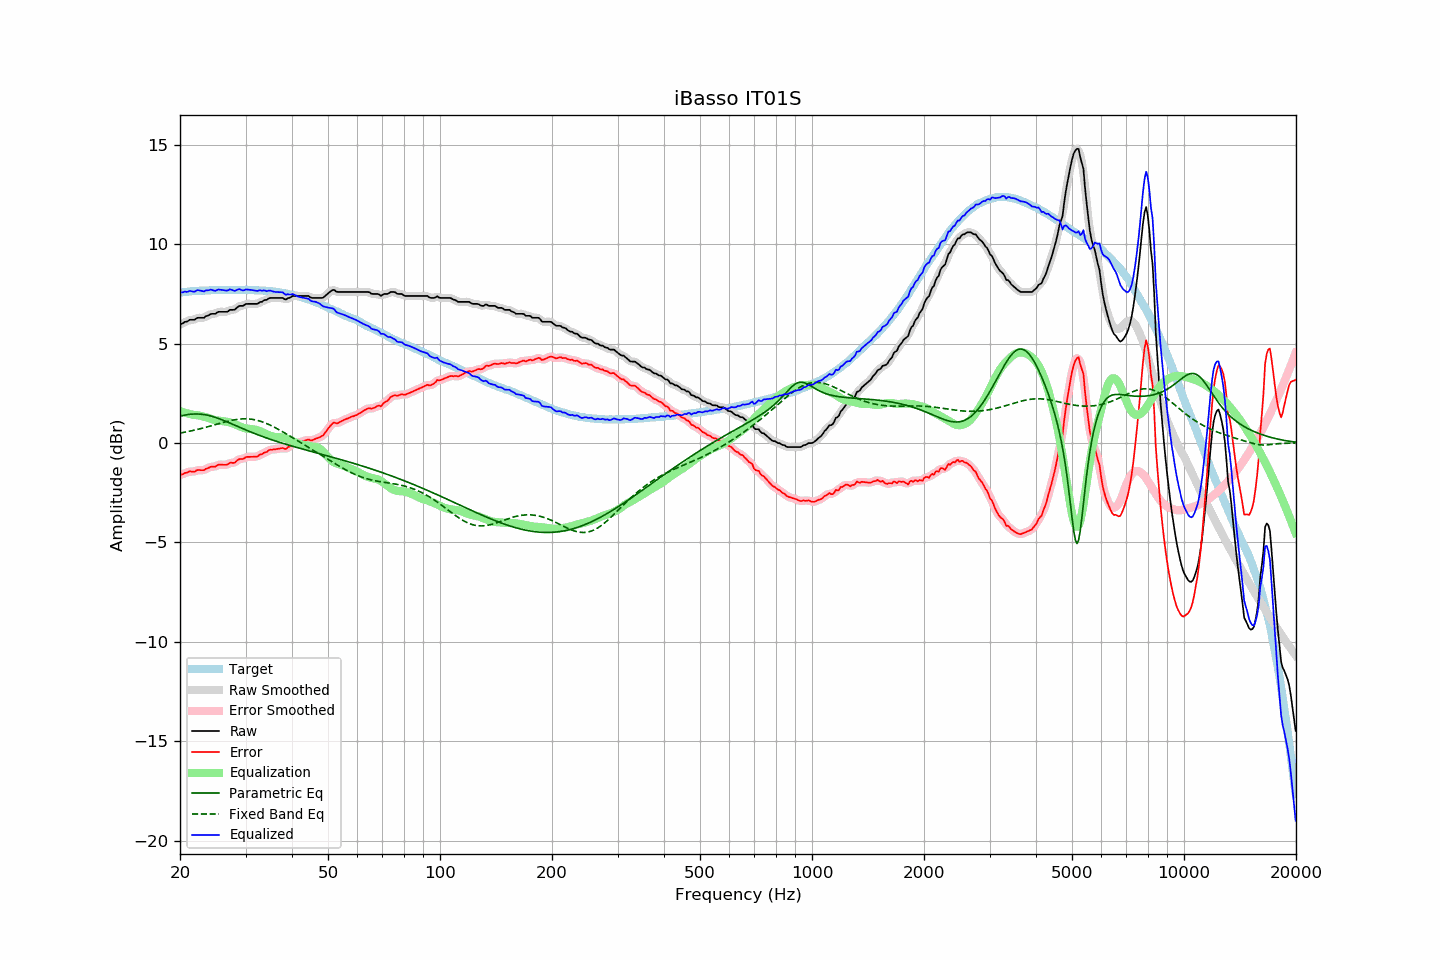 iBasso IT01S
Amplitude (dBr)
15
10
5
0
−5
−10
−15
−20
Target
Raw Smoothed
Error Smoothed
Raw
Error
Equalization
Parametric Eq
Fixed Band Eq
Equalized
20 50 100 200 500 1000 2000 5000 10000 20000
Frequency (Hz)